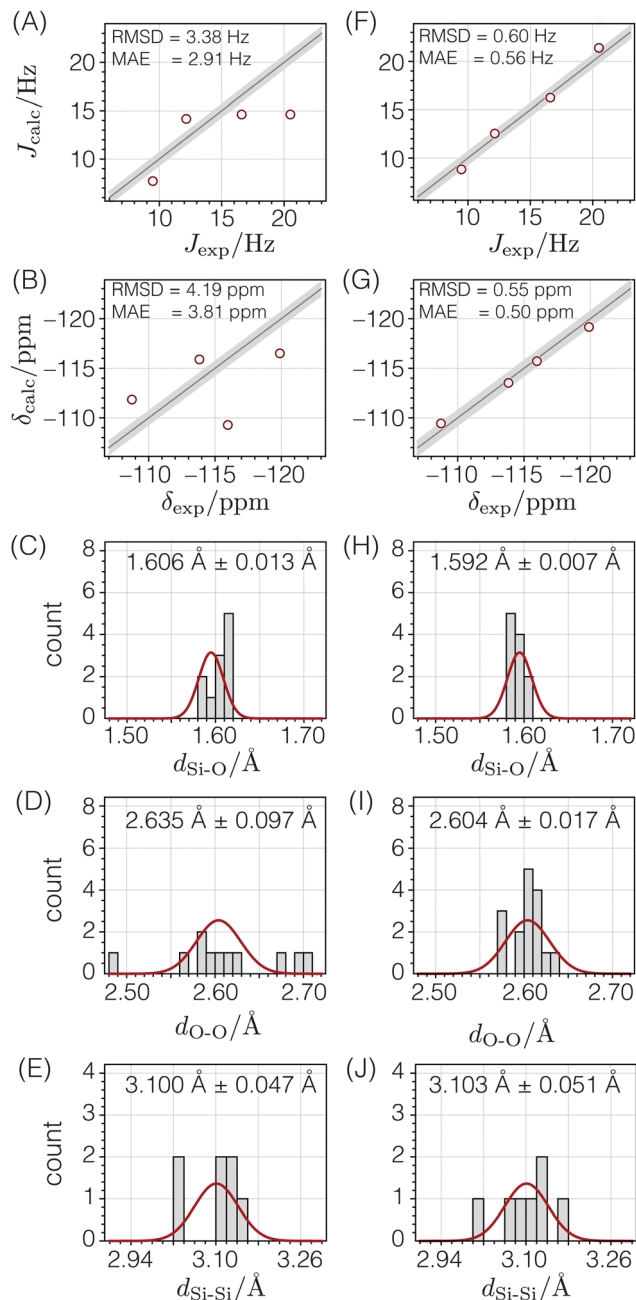 (A)
RMSD = 3.38 Hz
MAE = 2.91 Hz
J_calc/Hz
20
15
10
10 15 20
J_exp/Hz
(F)
RMSD = 0.60 Hz
MAE = 0.56 Hz
20
15
10
10 15 20
J_exp/Hz
(B)
RMSD = 4.19 ppm
MAE = 3.81 ppm
δ_calc/ppm
−120
−115
−110
−110 −115 −120
δ_exp/ppm
(G)
RMSD = 0.55 ppm
MAE = 0.50 ppm
−120
−115
−110
−110 −115 −120
δ_exp/ppm
(C)
1.606 Å ± 0.013 Å
count
8
6
4
2
0
1.50 1.60 1.70
d_Si-O/Å
(H)
1.592 Å ± 0.007 Å
8
6
4
2
0
1.50 1.60 1.70
d_Si-O/Å
(D)
2.635 Å ± 0.097 Å
count
8
6
4
2
0
2.50 2.60 2.70
d_O-O/Å
(I)
2.604 Å ± 0.017 Å
8
6
4
2
0
2.50 2.60 2.70
d_O-O/Å
(E)
3.100 Å ± 0.047 Å
count
4
3
2
1
0
2.94 3.10 3.26
d_Si-Si/Å
(J)
3.103 Å ± 0.051 Å
4
3
2
1
0
2.94 3.10 3.26
d_Si-Si/Å